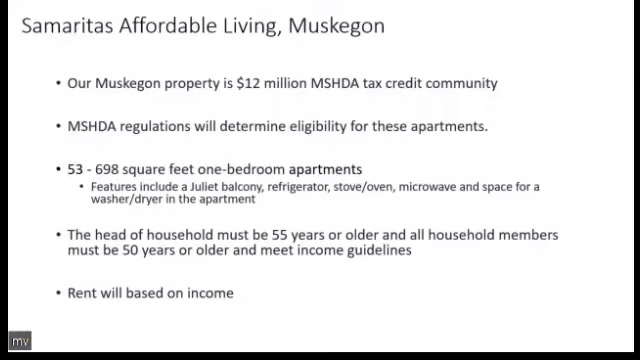 Samaritas Affordable Living, Muskegon
• Our Muskegon property is $12 million MSHDA tax credit community
• MSHDA regulations will determine eligibility for these apartments.
• 53 - 698 square feet one-bedroom apartments
• Features include a Juliet balcony, refrigerator, stove/oven, microwave and space for a
washer/dryer in the apartment
• The head of household must be 55 years or older and all household members
must be 50 years or older and meet income guidelines
• Rent will based on income
mv